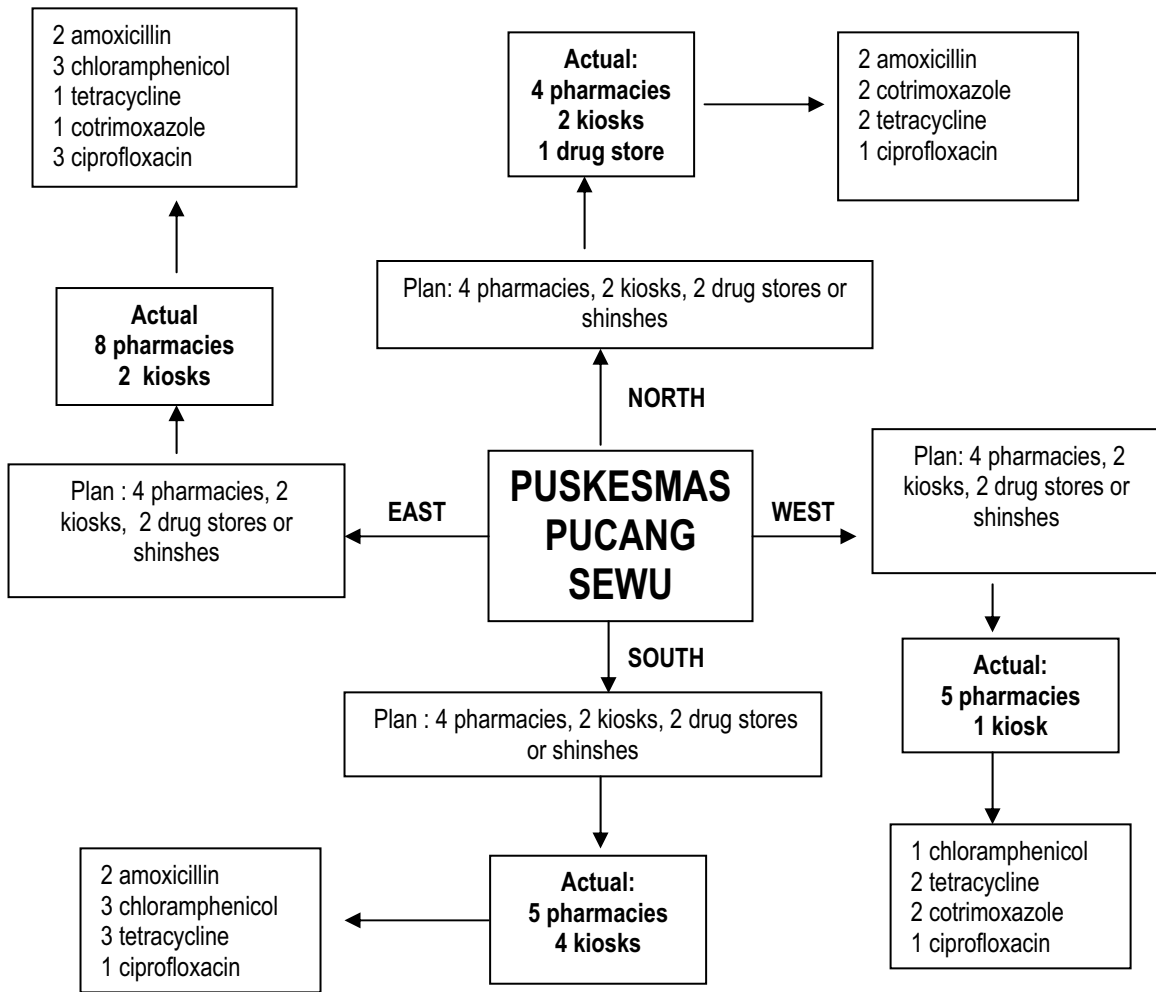 2 amoxicillin
3 chloramphenicol
1 tetracycline
1 cotrimoxazole
3 ciprofloxacin
Actual:
4 pharmacies
2 kiosks
1 drug store
2 amoxicillin
2 cotrimoxazole
2 tetracycline
1 ciprofloxacin
Plan: 4 pharmacies, 2 kiosks, 2 drug stores or
shinshes
Actual
8 pharmacies
2 kiosks
NORTH
Plan : 4 pharmacies, 2
kiosks, 2 drug stores or
shinshes
EAST
PUSKESMAS
PUCANG
SEWU
WEST
Plan: 4 pharmacies, 2
kiosks, 2 drug stores or
shinshes
SOUTH
Plan : 4 pharmacies, 2 kiosks, 2 drug stores
or shinshes
Actual:
5 pharmacies
1 kiosk
2 amoxicillin
3 chloramphenicol
3 tetracycline
1 ciprofloxacin
Actual:
5 pharmacies
4 kiosks
1 chloramphenicol
2 tetracycline
2 cotrimoxazole
1 ciprofloxacin